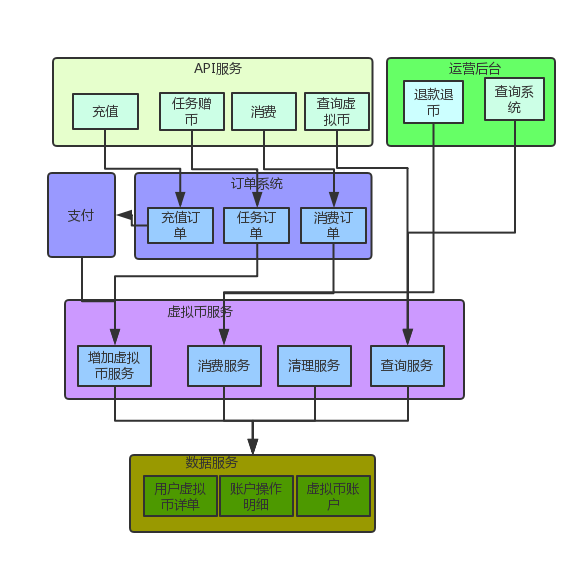 API服务
充值
任务赠
币
消费
查询虚
拟币
运营后台
退款退
币
查询系
统
支付
订单系统
充值订
单
任务订
单
消费订
单
虚拟币服务
增加虚拟
币服务
消费服务
清理服务
查询服务
数据服务
用户虚拟
币详单
账户操作
明细
虚拟币账
户